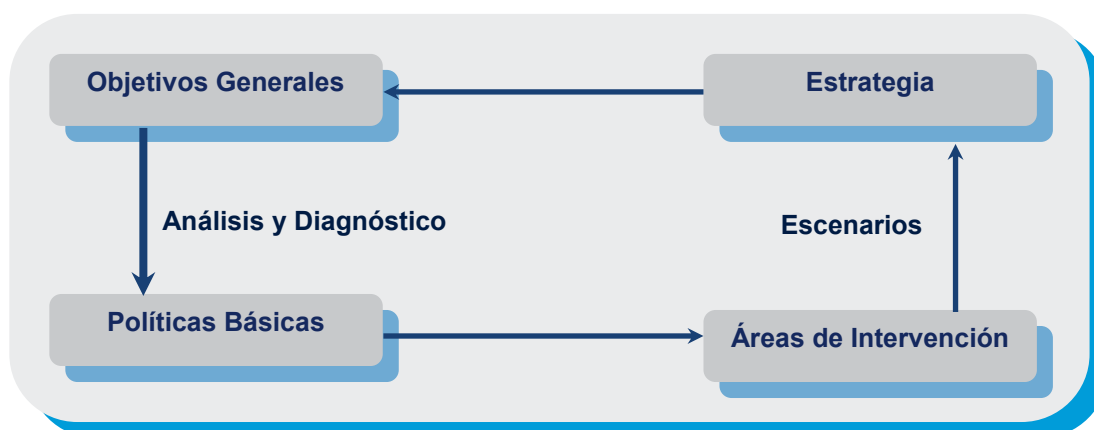 Objetivos Generales
Estrategia
Análisis y Diagnóstico
Escenarios
Políticas Básicas
Áreas de Intervención